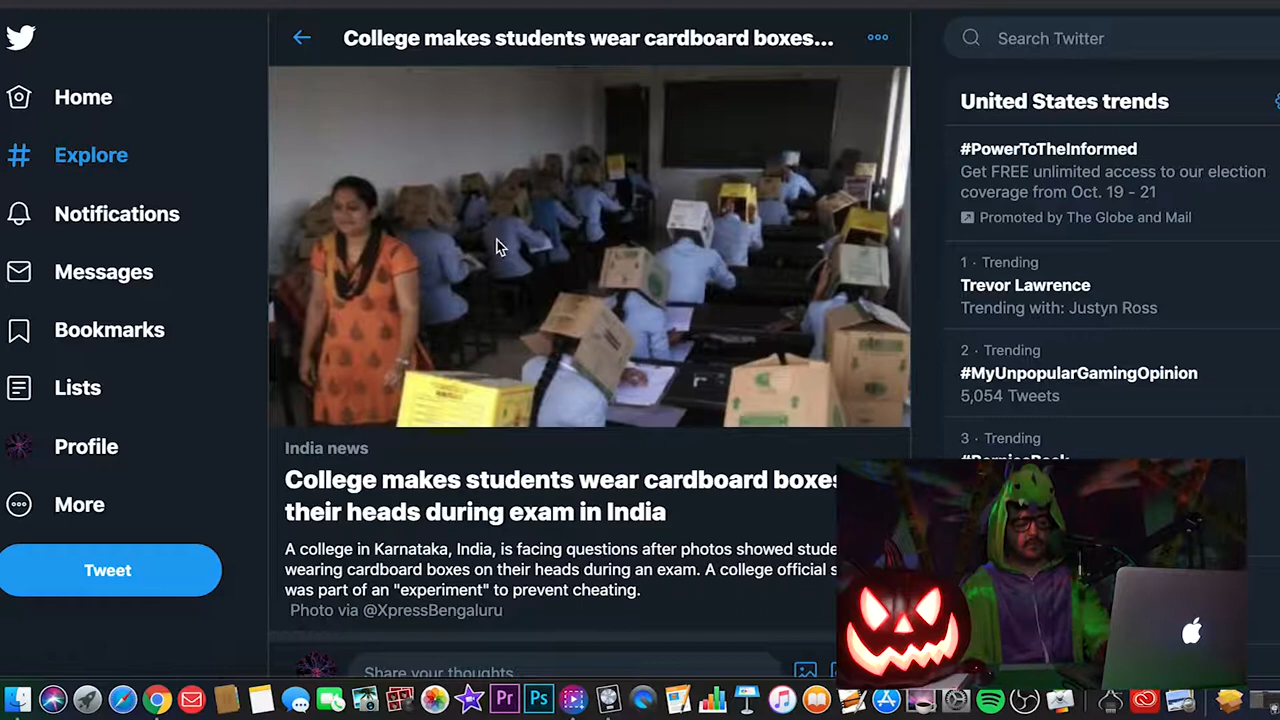 College makes students wear cardboard boxes...
Search Twitter
Home
Explore
Notifications
Messages
Bookmarks
Lists
Profile
More
Tweet
India news
College makes students wear cardboard boxes
their heads during exam in India
A college in Karnataka, India, is facing questions after photos showed stude
wearing cardboard boxes on their heads during an exam. A college official s
was part of an "experiment" to prevent cheating.
Photo via @XpressBengaluru
Share your thoughts
United States trends
#PowerToTheInformed
Get FREE unlimited access to our election
coverage from Oct. 19 - 21
Promoted by The Globe and Mail
1 · Trending
Trevor Lawrence
Trending with: Justyn Ross
2 · Trending
#MyUnpopularGamingOpinion
5,054 Tweets
3 · Trending
Pr
Ps